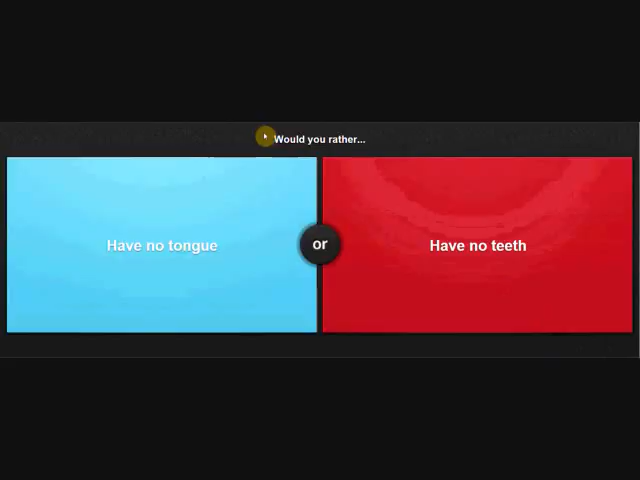 Would you rather...
Have no tongue
or
Have no teeth